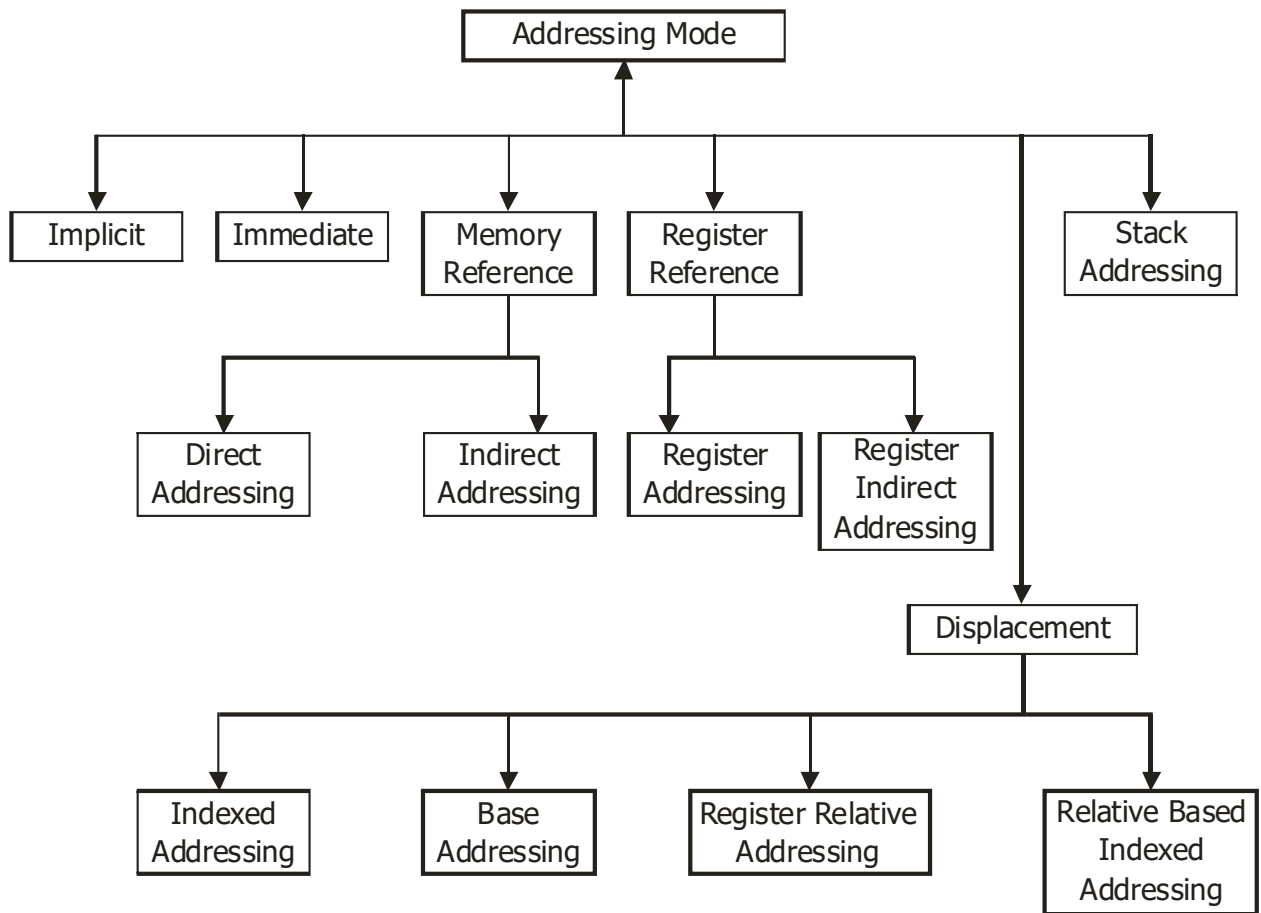 Addressing Mode
Implicit
Immediate
Memory
Reference
Register
Reference
Stack
Addressing
Direct
Addressing
Indirect
Addressing
Register
Addressing
Register
Indirect
Addressing
Displacement
Indexed
Addressing
Base
Addressing
Register Relative
Addressing
Relative Based
Indexed
Addressing